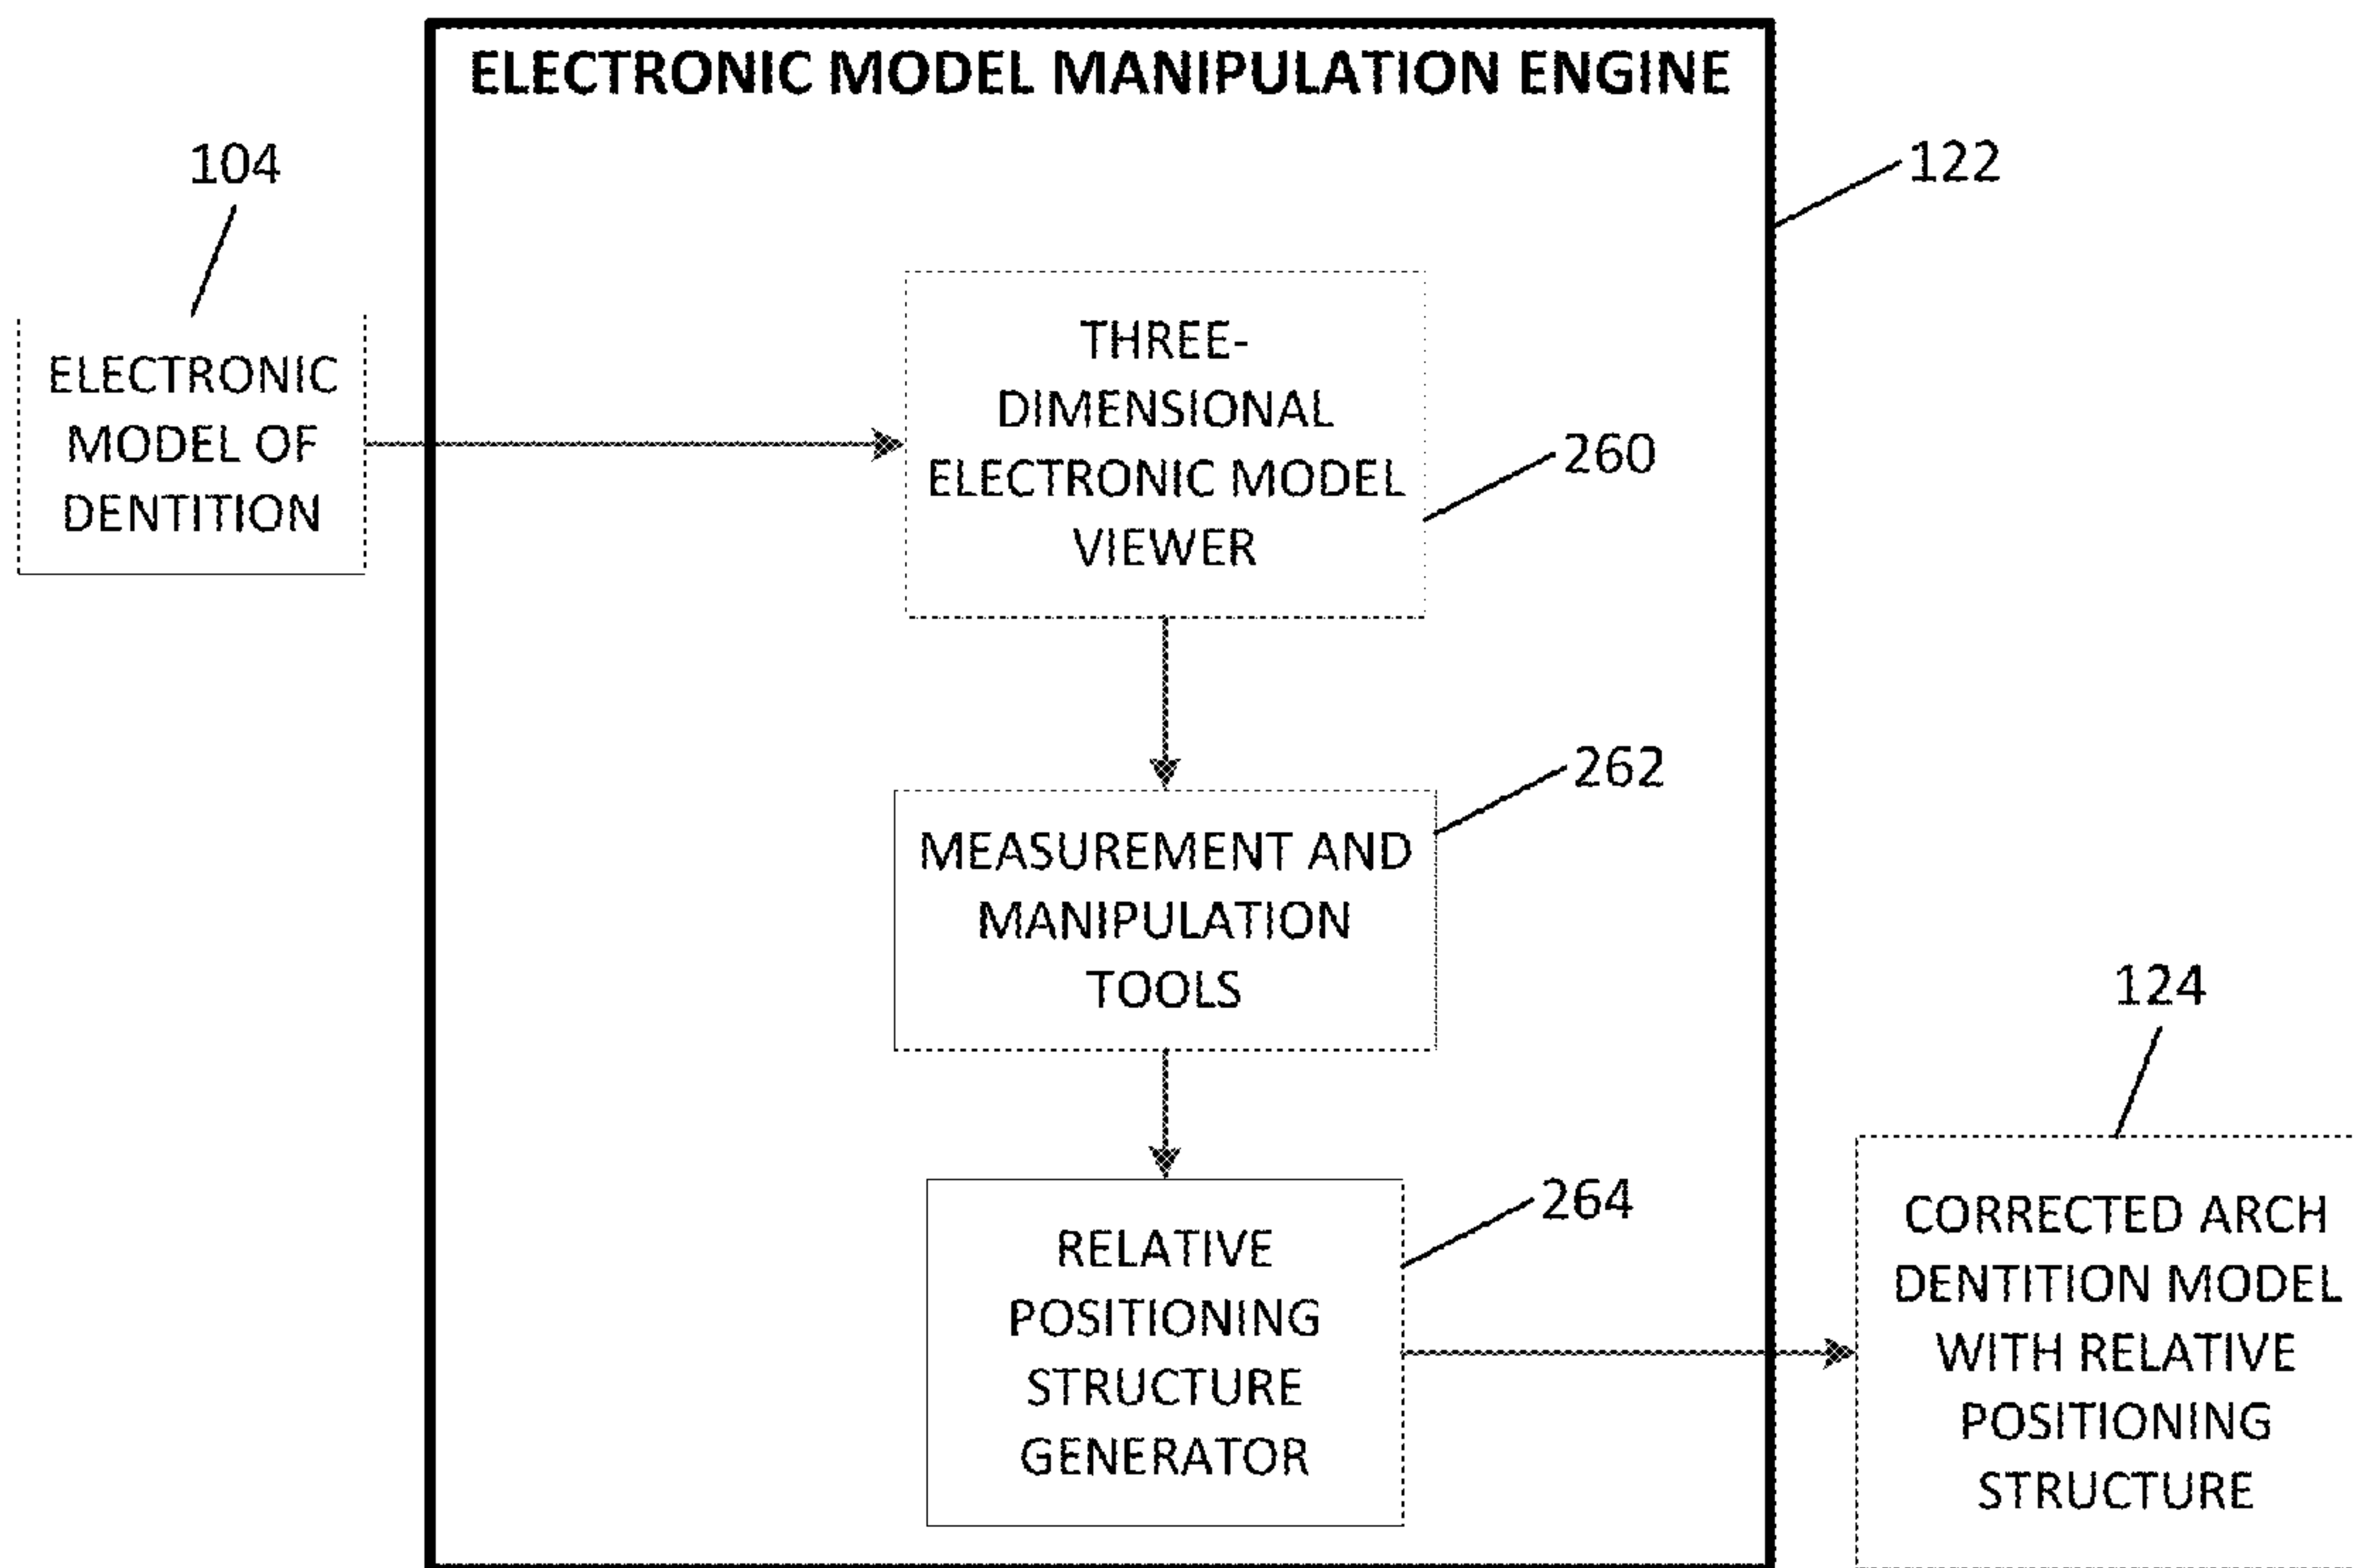 ELECTRONIC MODEL MANIPULATION ENGINE
104
122
ELECTRONIC
MODEL OF
DENTITION
THREE-
DIMENSIONAL
ELECTRONIC MODEL
VIEWER
260
262
MEASUREMENT AND
MANIPULATION
TOOLS
124
264
RELATIVE
POSITIONING
STRUCTURE
GENERATOR
CORRECTED ARCH
DENTITION MODEL
WITH RELATIVE
POSITIONING
STRUCTURE